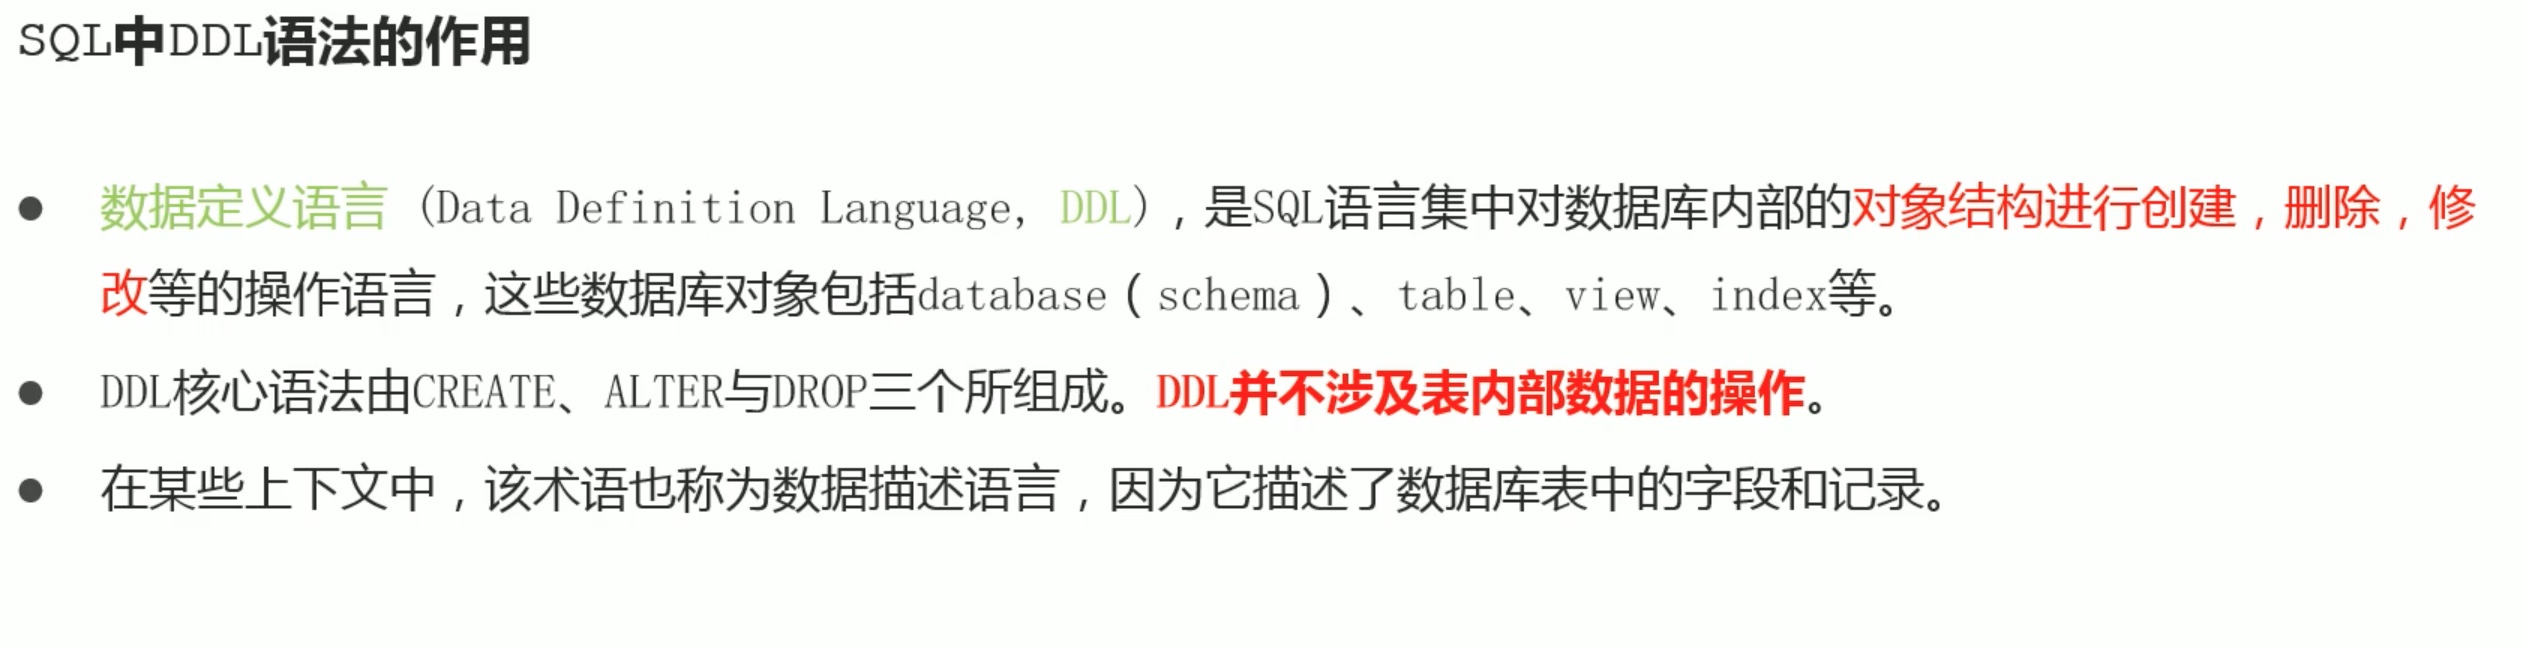 SQL中DDL语法的作用
● 数据定义语言 (Data Definition Language, DDL)，是SQL语言集中对数据库内部的对象结构进行创建，删除，修
改等的操作语言，这些数据库对象包括database（schema）、table、view、index等。
● DDL核心语法由CREATE、ALTER与DROP三个所组成。DDL并不涉及表内部数据的操作。
● 在某些上下文中，该术语也称为数据描述语言，因为它描述了数据库表中的字段和记录。